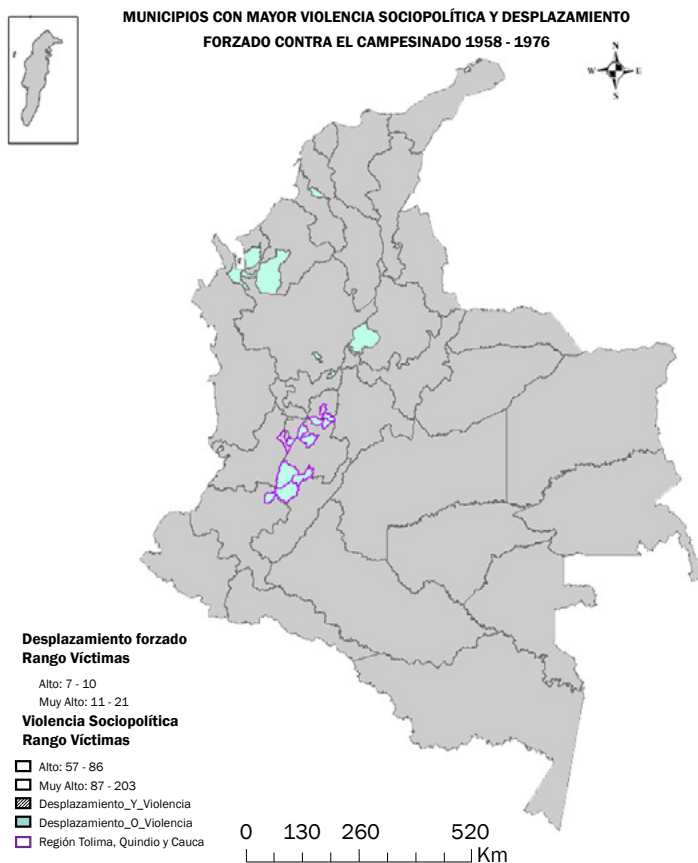 MUNICIPIOS CON MAYOR VIOLENCIA SOCIOPOLÍTICA Y DESPLAZAMIENTO
FORZADO CONTRA EL CAMPESINADO 1958 - 1976
N
W E
S
Desplazamiento forzado
Rango Víctimas
Alto: 7 - 10
Muy Alto: 11 - 21
Violencia Sociopolítica
Rango Víctimas
Alto: 57 - 86
Muy Alto: 87 - 203
Desplazamiento_Y_Violencia
Desplazamiento_O_Violencia
Región Tolima, Quindio y Cauca
0 130 260 520
Km